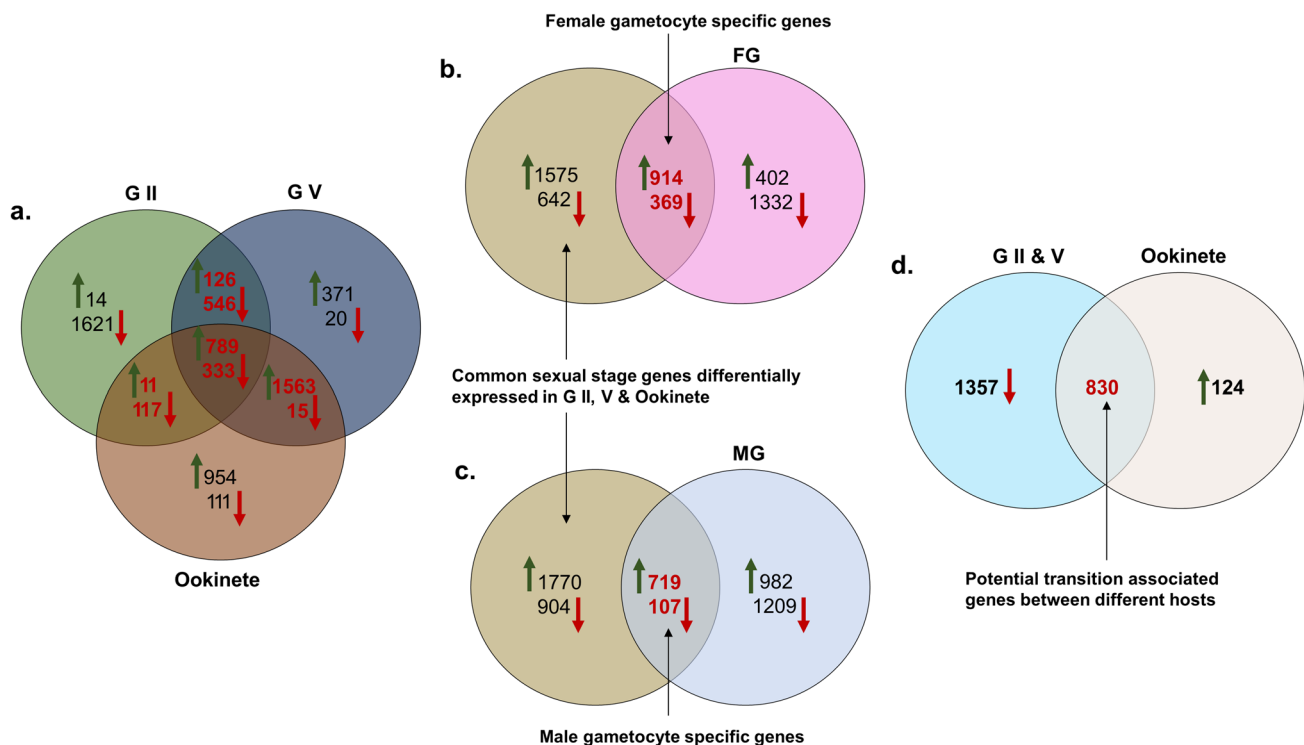 a.
G II
G V
14
1621
126
546
371
20
789
333
11
117
1563
15
954
111
Ookinete
Female gametocyte specific genes
b.
FG
1575
642
914
369
402
1332
Common sexual stage genes differentially
expressed in G II, V & Ookinete
c.
MG
1770
904
719
107
982
1209
Male gametocyte specific genes
d.
G II & V
Ookinete
1357
830
124
Potential transition associated
genes between different hosts